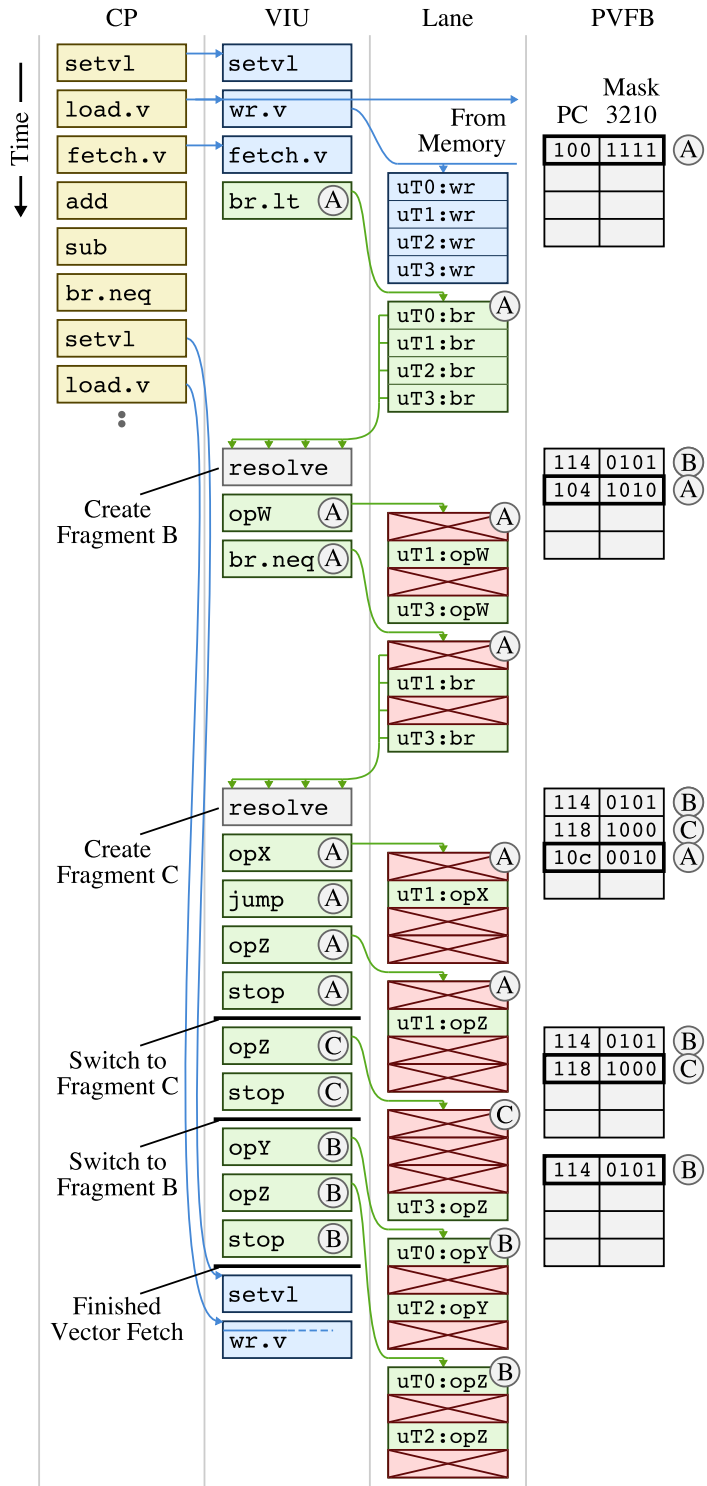 CP VIU Lane PVFB
Time
setvl
load.v
fetch.v
add
sub
br.neq
setvl
load.v
setvl
wr.v
fetch.v
br.lt A
From
Memory
uT0:wr
uT1:wr
uT2:wr
uT3:wr
A
uT0:br
uT1:br
uT2:br
uT3:br
PC Mask
3210
100 1111 A
resolve
Create
Fragment B
opW A
br.neq A
A
uT1:opW
uT3:opW
A
uT1:br
uT3:br
114 0101 B
104 1010 A
resolve
Create
Fragment C
opX A
jump A
opZ A
stop A
A
uT1:opX
A
uT1:opZ
114 0101 B
118 1000 C
10c 0010 A
Switch to
Fragment C
opZ C
stop C
C
uT3:opZ
114 0101 B
118 1000 C
Switch to
Fragment B
opY B
opZ B
stop B
B
uT0:opY
uT2:opY
B
uT0:opZ
uT2:opZ
114 0101 B
Finished
Vector Fetch
setvl
wr.v